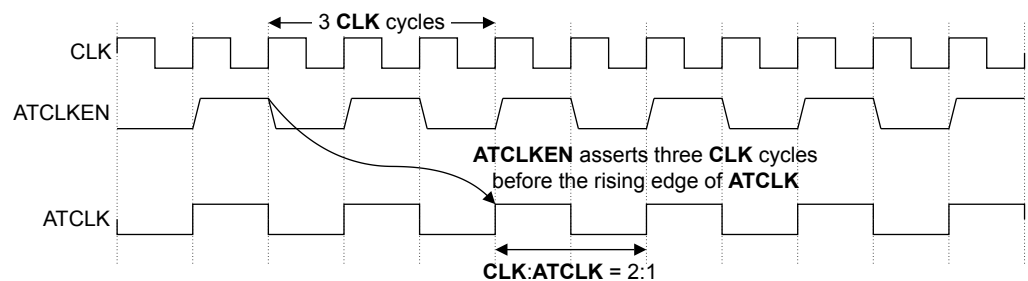 3 CLK cycles
CLK
ATCLKEN
ATCLKEN asserts three CLK cycles
before the rising edge of ATCLK
ATCLK
CLK:ATCLK = 2:1